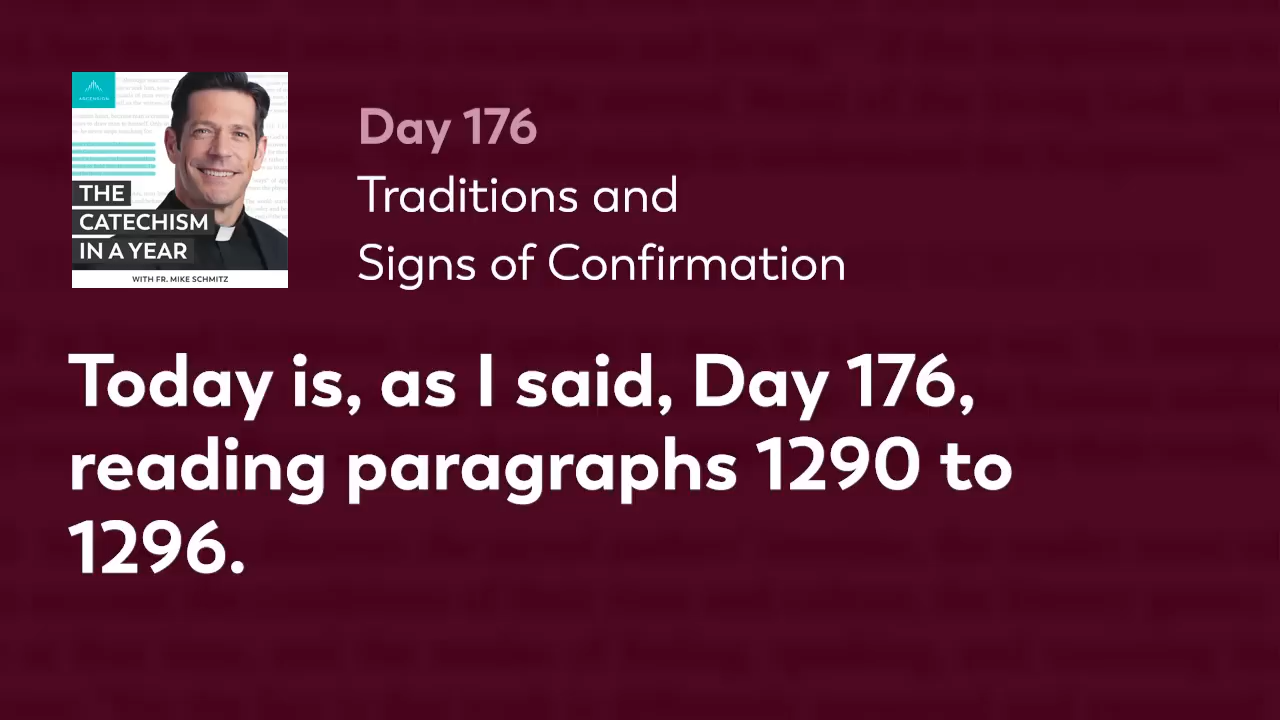 ASCENSION
THE
CATECHISM
IN A YEAR
WITH FR. MIKE SCHMITZ
Day 176
Traditions and
Signs of Confirmation
Today is, as I said, Day 176,
reading paragraphs 1290 to
1296.